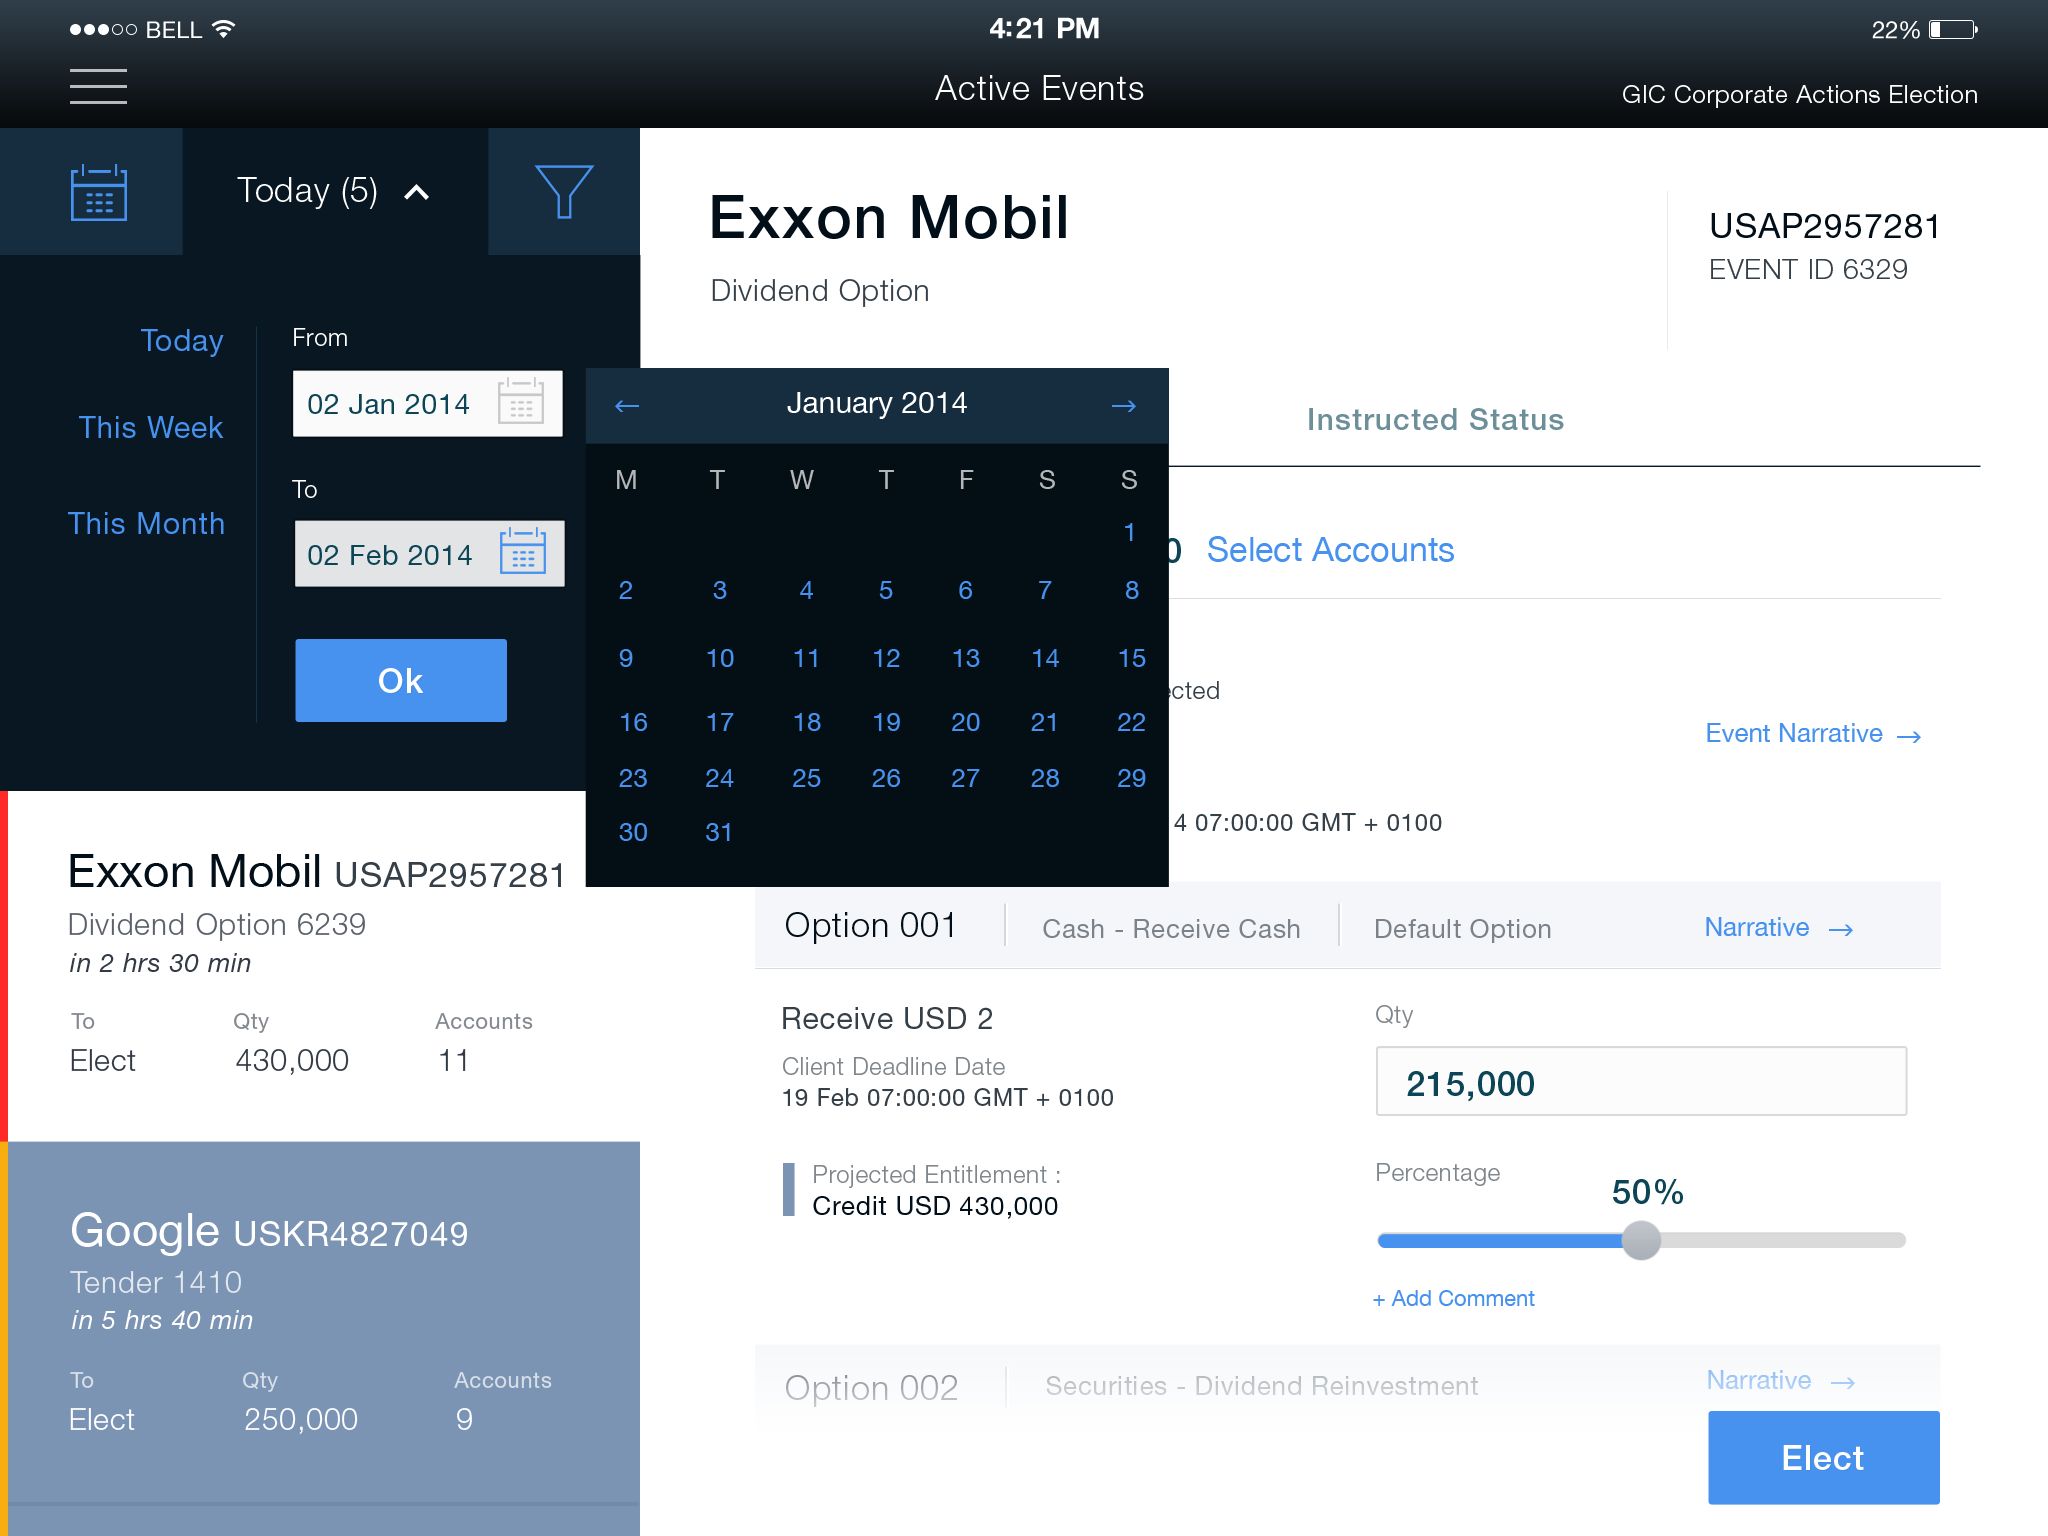 BELL
4:21 PM
22%
Active Events
GIC Corporate Actions Election
Today (5)
Today
This Week
This Month
From
02 Jan 2014
To
02 Feb 2014
Ok
January 2014
M T W T F S S
1
2 3 4 5 6 7 8
9 10 11 12 13 14 15
16 17 18 19 20 21 22
23 24 25 26 27 28 29
30 31
Exxon Mobil USAP2957281
Dividend Option 6239
in 2 hrs 30 min
To Qty Accounts
Elect 430,000 11
Google USKR4827049
Tender 1410
in 5 hrs 40 min
To Qty Accounts
Elect 250,000 9
Exxon Mobil
Dividend Option
USAP2957281
EVENT ID 6329
Instructed Status
0 Select Accounts
ected
Event Narrative →
4 07:00:00 GMT + 0100
Option 001 Cash - Receive Cash Default Option Narrative →
Receive USD 2
Client Deadline Date
19 Feb 07:00:00 GMT + 0100
Projected Entitlement :
Credit USD 430,000
Qty
215,000
Percentage
50%
+ Add Comment
Option 002 Securities - Dividend Reinvestment Narrative →
Elect